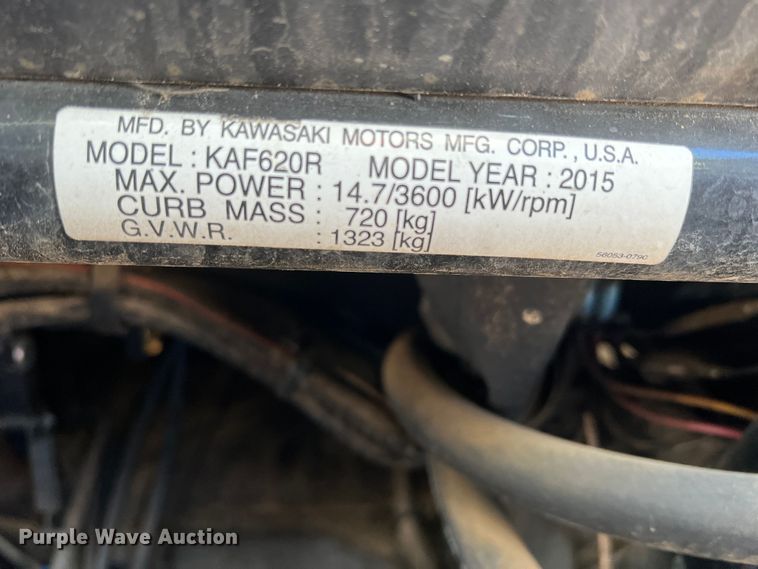 MFD. BY KAWASAKI MOTORS MFG. CORP., U.S.A.
MODEL : KAF620R MODEL YEAR : 2015
MAX. POWER : 14.7/3600 [kW/rpm]
CURB MASS : 720 [kg]
G.V.W.R. : 1323 [kg]
56053-0790
Purple Wave Auction